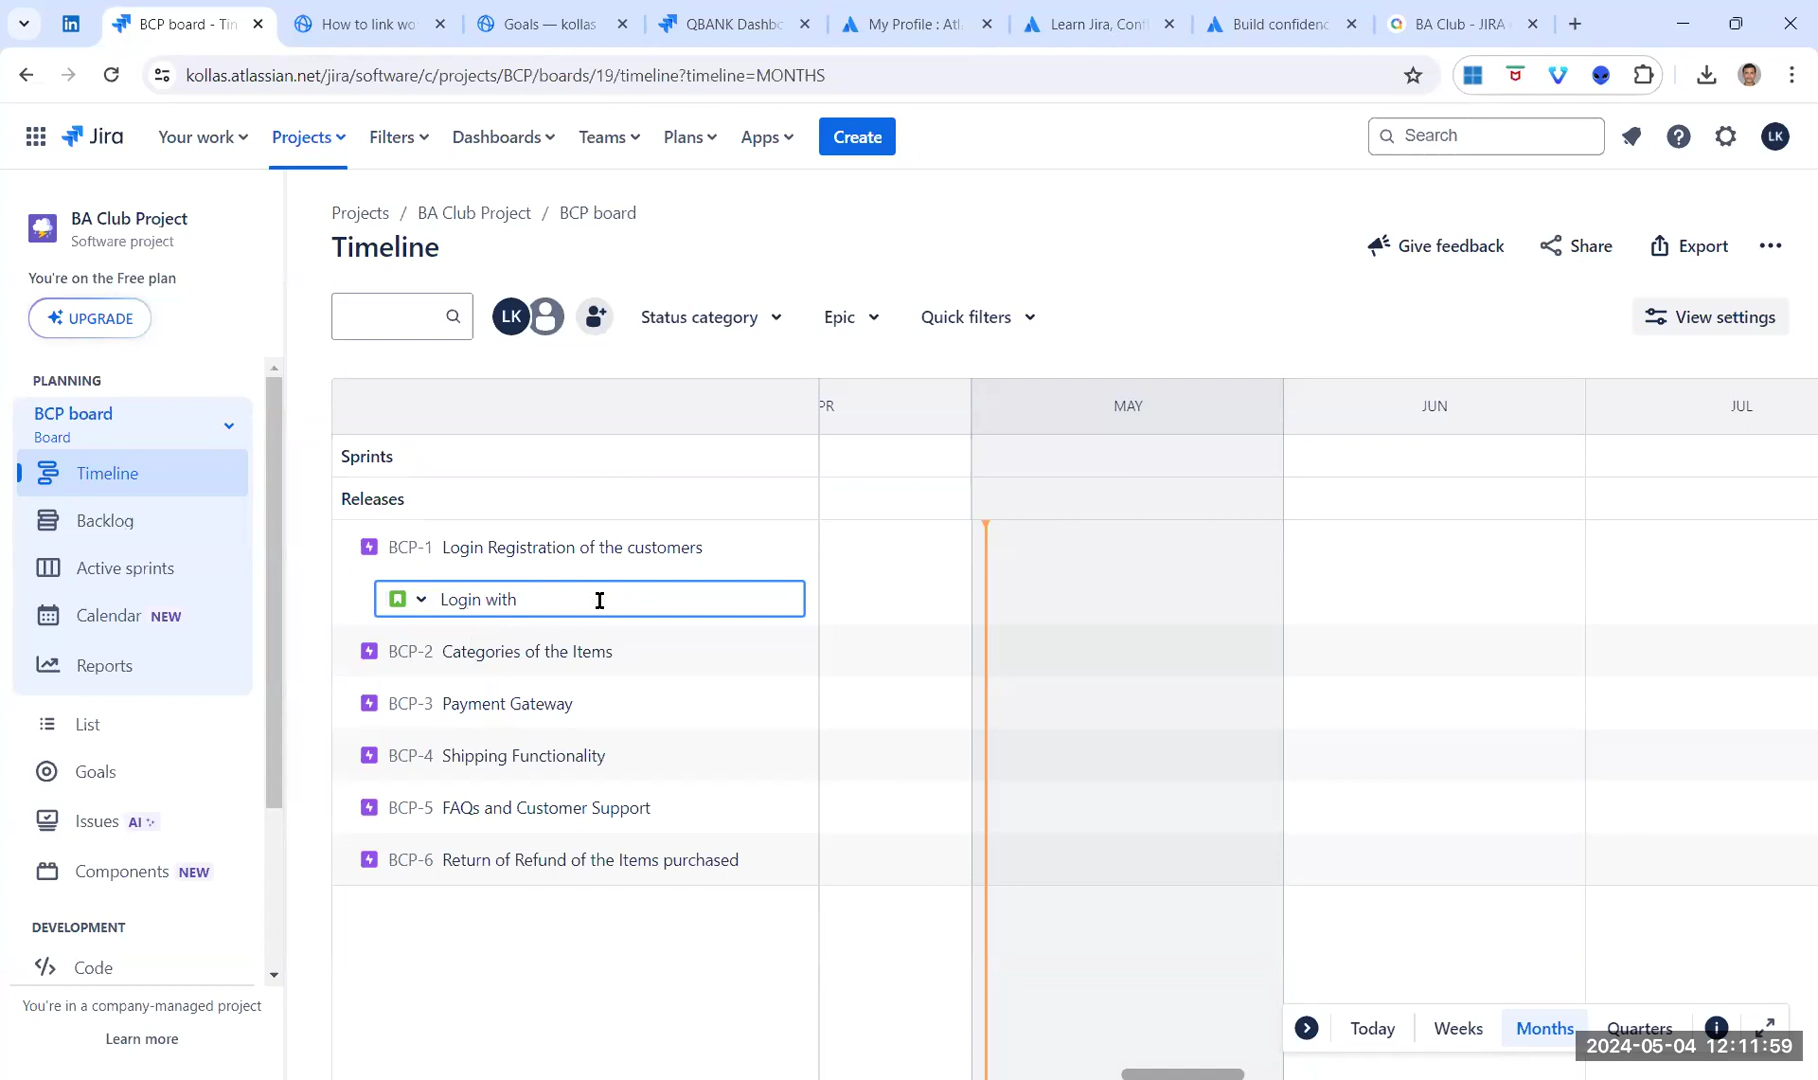 BCP board - Tin
How to link wo
Goals — kollas
QBANK Dashbo
My Profile : Atl
Learn Jira, Conf
Build confidenc
BA Club - JIRA
kollas.atlassian.net/jira/software/c/projects/BCP/boards/19/timeline?timeline=MONTHS
Jira
Your work
Projects
Filters
Dashboards
Teams
Plans
Apps
Create
Search
LK
BA Club Project
Software project
You're on the Free plan
UPGRADE
PLANNING
BCP board
Board
Timeline
Backlog
Active sprints
Calendar NEW
Reports
List
Goals
Issues AI
Components NEW
DEVELOPMENT
Code
You're in a company-managed project
Learn more
Projects / BA Club Project / BCP board
Timeline
Give feedback
Share
Export
LK
Status category
Epic
Quick filters
View settings
PR
MAY
JUN
JUL
Sprints
Releases
BCP-1 Login Registration of the customers
Login with
BCP-2 Categories of the Items
BCP-3 Payment Gateway
BCP-4 Shipping Functionality
BCP-5 FAQs and Customer Support
BCP-6 Return of Refund of the Items purchased
Today
Weeks
Months
Quarters
2024-05-04 12:11:59